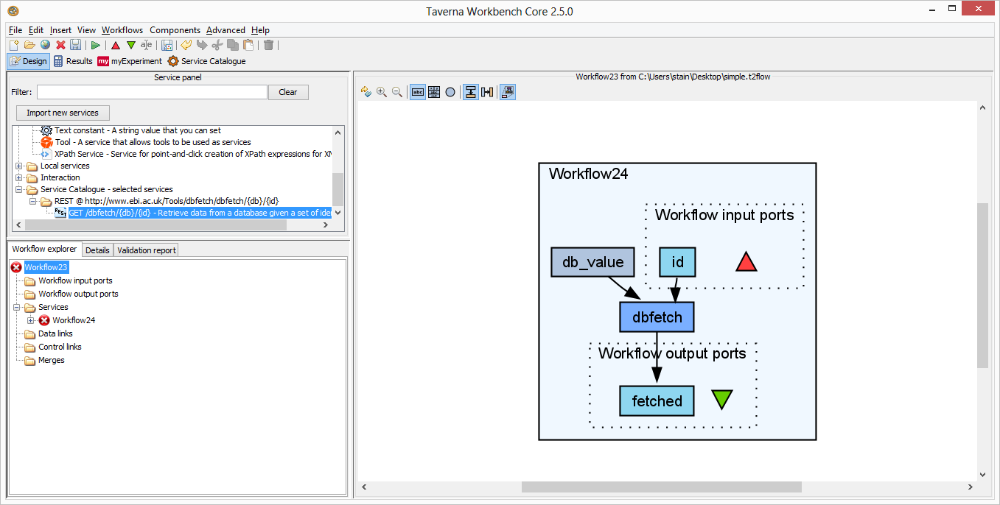 Taverna Workbench Core 2.5.0
File Edit Insert View Workflows Components Advanced Help
Design Results my myExperiment Service Catalogue
Service panel
Filter: Clear
Import new services
Text constant - A string value that you can set
Tool - A service that allows tools to be used as services
XPath Service - Service for point-and-click creation of XPath expressions for XM
Local services
Interaction
Service Catalogue - selected services
REST @ http://www.ebi.ac.uk/Tools/dbfetch/dbfetch/{db}/{id}
REST GET /dbfetch/{db}/{id} - Retrieve data from a database given a set of ide
Workflow explorer Details Validation report
Workflow23
Workflow input ports
Workflow output ports
Services
Workflow24
Data links
Control links
Merges
Workflow23 from C:\Users\stain\Desktop\simple.t2flow
abc
Workflow24
Workflow input ports
db_value id
dbfetch
Workflow output ports
fetched